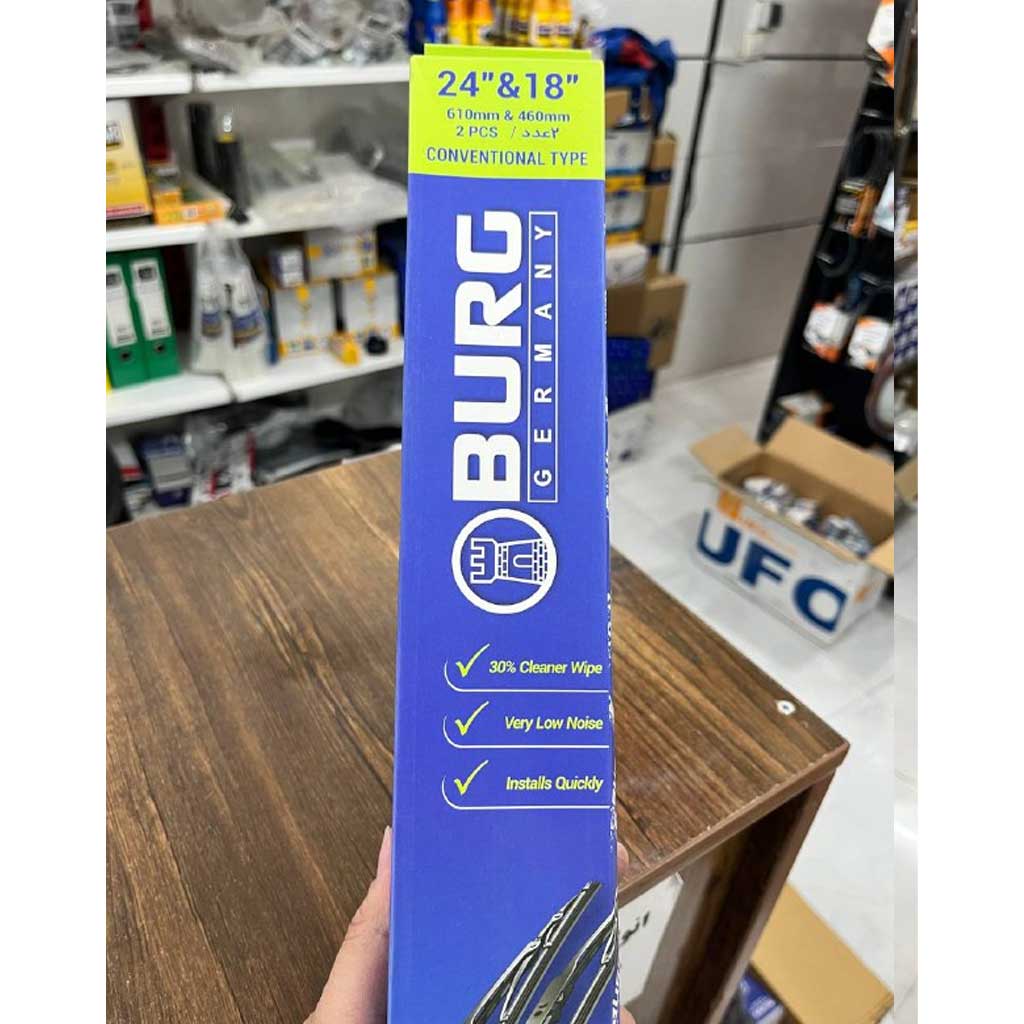 24"&18"
610mm & 460mm
2 PCS / ۲عدد
CONVENTIONAL TYPE
BURG
GERMANY
30% Cleaner Wipe
Very Low Noise
Installs Quickly
UFO